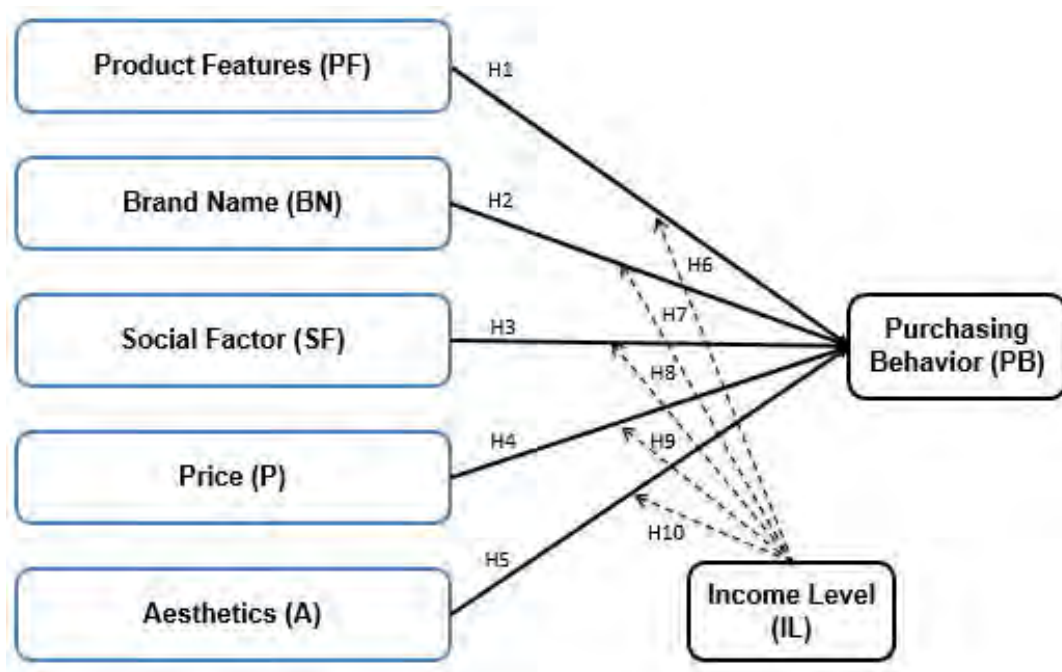 Product Features (PF)
H1
Brand Name (BN)
H2
H6
Social Factor (SF)
H3
H7
Purchasing
Behavior (PB)
H8
Price (P)
H4
H9
H10
Aesthetics (A)
H5
Income Level
(IL)